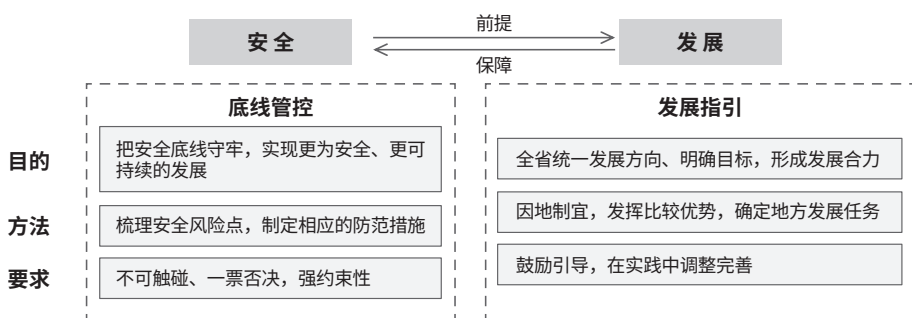 安 全
前提
发 展
保障
底线管控
发展指引
目的
把安全底线守牢，实现更为安全、更可
持续的发展
全省统一发展方向、明确目标，形成发展合力
方法
梳理安全风险点，制定相应的防范措施
因地制宜，发挥比较优势，确定地方发展任务
要求
不可触碰、一票否决，强约束性
鼓励引导，在实践中调整完善